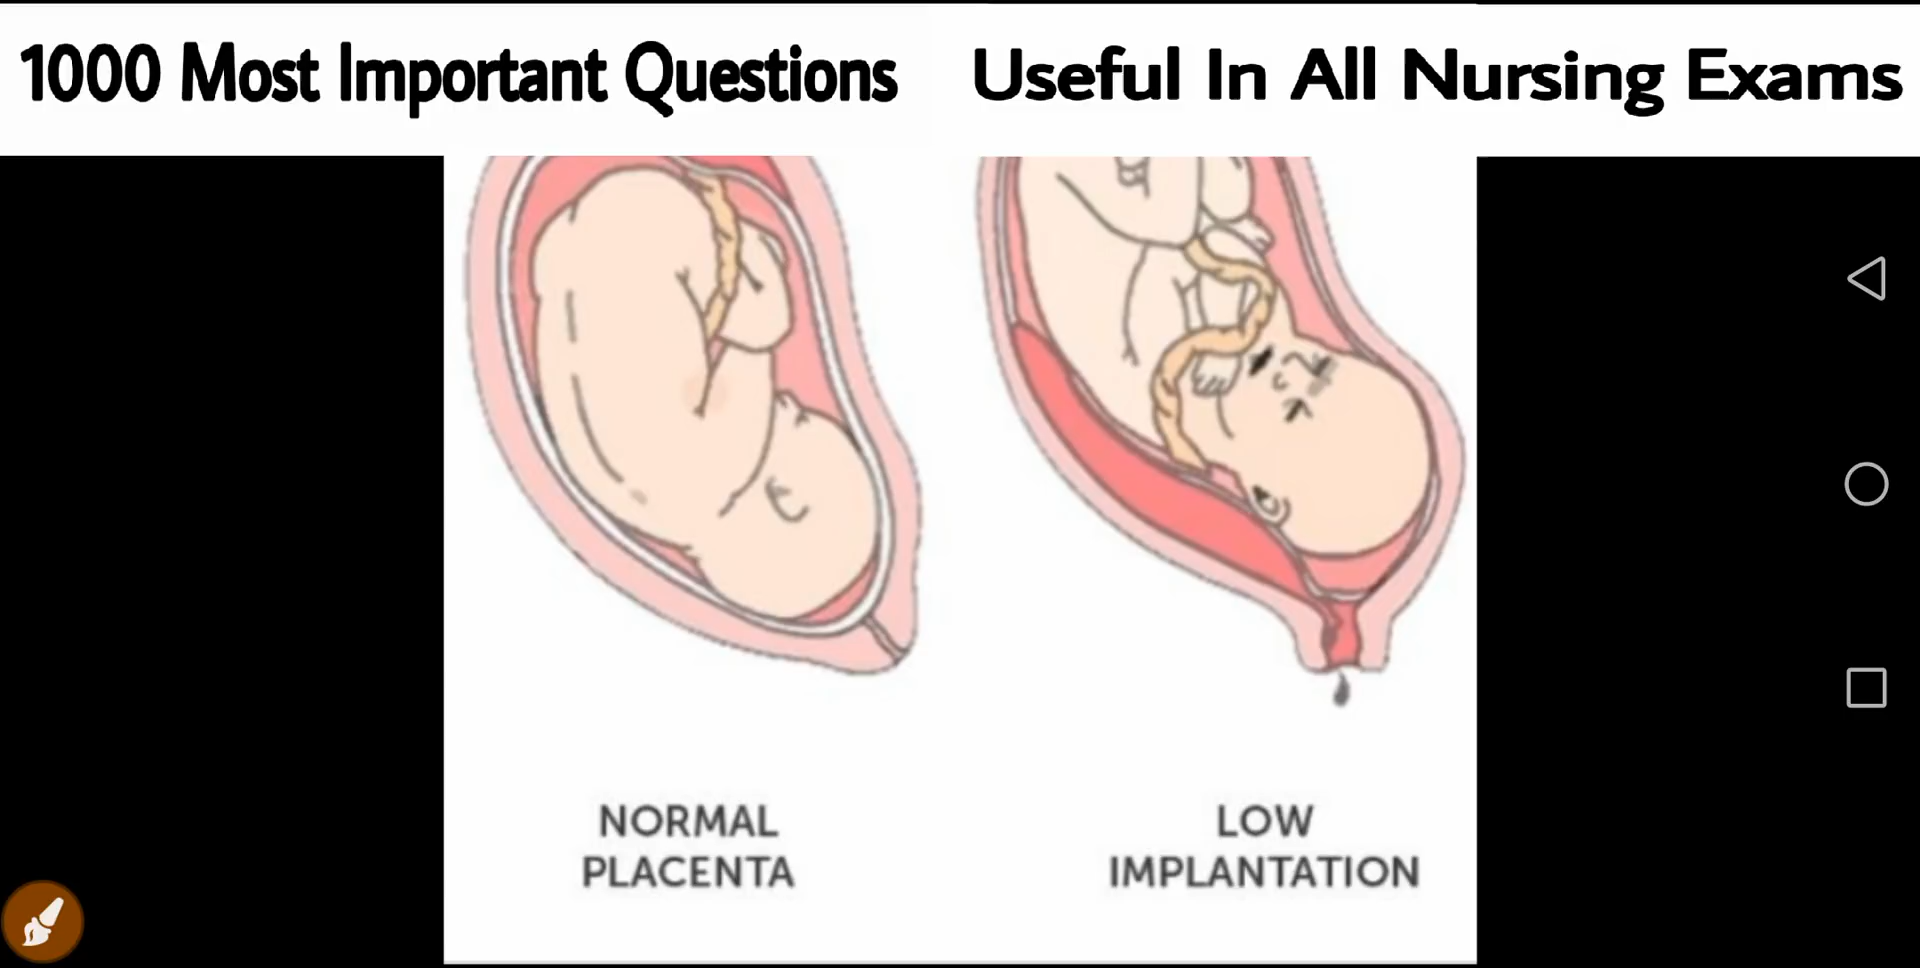 1000 Most Important Questions
Useful In All Nursing Exams
NORMAL
PLACENTA
LOW
IMPLANTATION